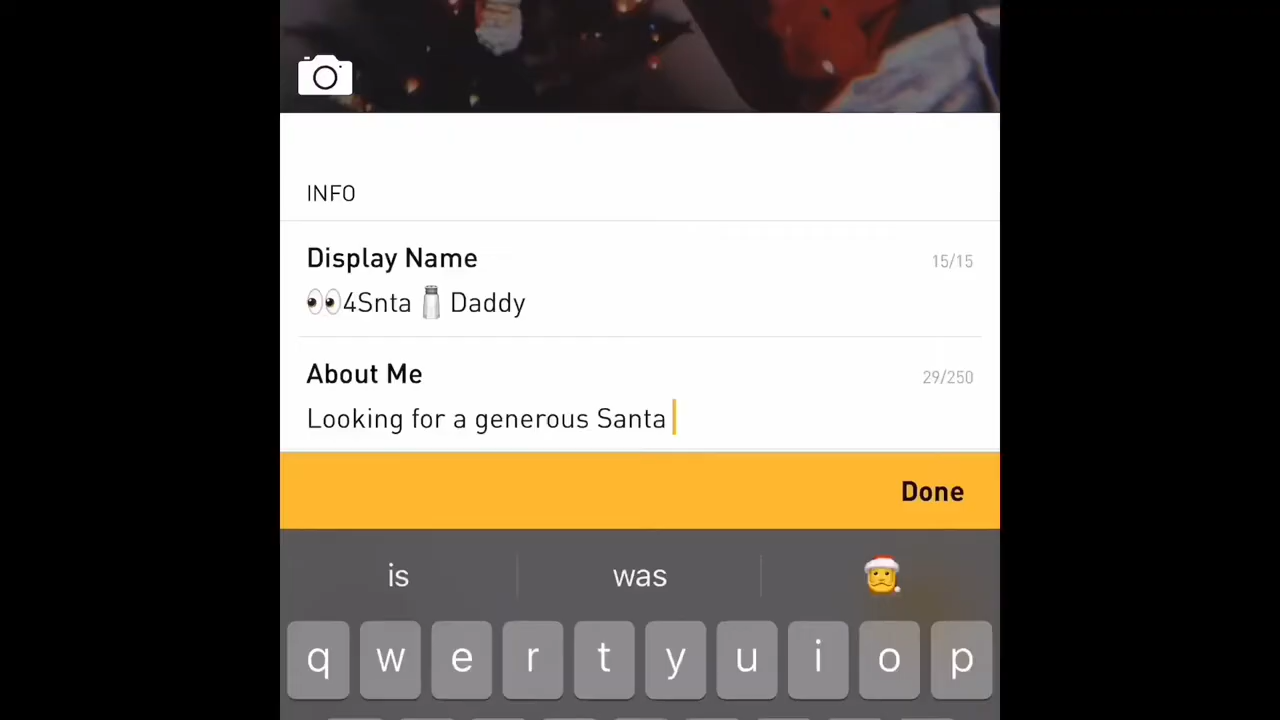 INFO
Display Name 15/15
👀4Snta🧂Daddy
About Me 29/250
Looking for a generous Santa
Done
is was 🎅
q w e r t y u i o p